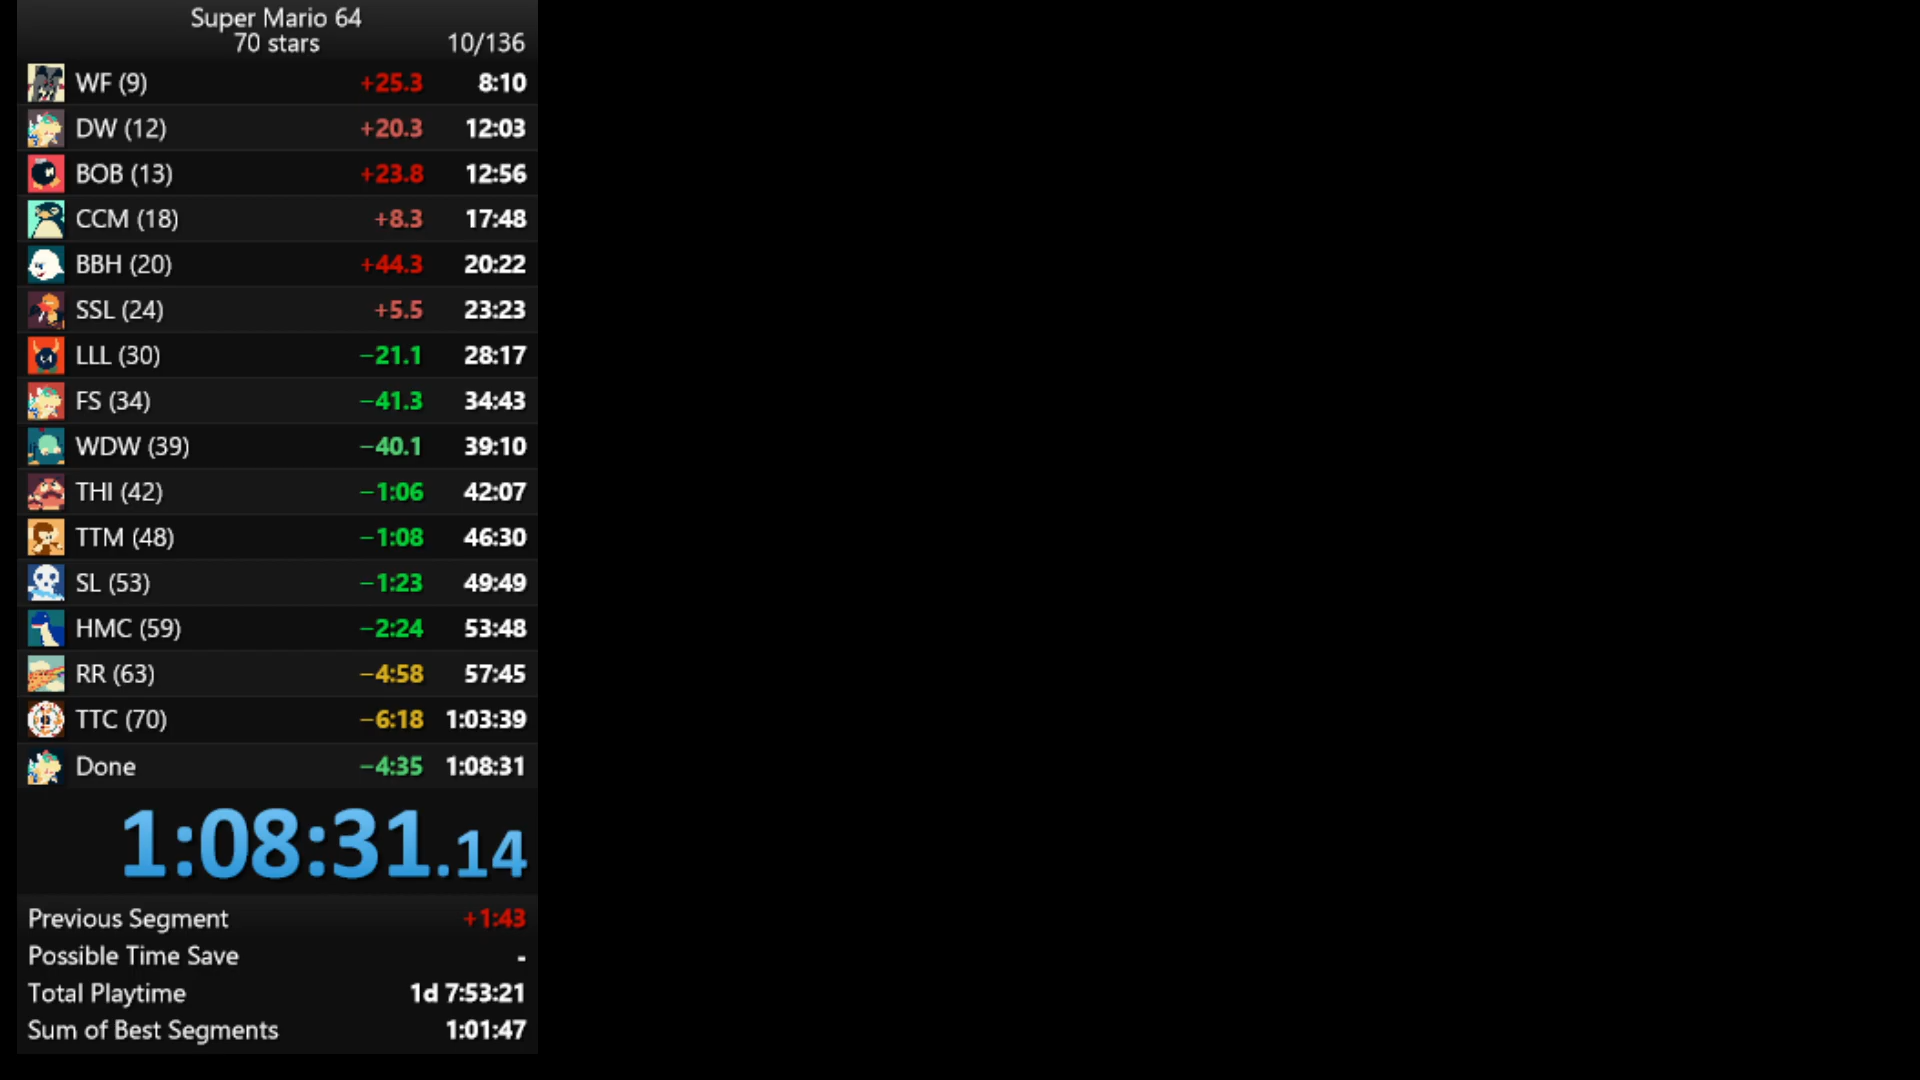 Super Mario 64
70 stars 10/136
WF (9) +25.3 8:10
DW (12) +20.3 12:03
BOB (13) +23.8 12:56
CCM (18) +8.3 17:48
BBH (20) +44.3 20:22
SSL (24) +5.5 23:23
LLL (30) −21.1 28:17
FS (34) −41.3 34:43
WDW (39) −40.1 39:10
THI (42) −1:06 42:07
TTM (48) −1:08 46:30
SL (53) −1:23 49:49
HMC (59) −2:24 53:48
RR (63) −4:58 57:45
TTC (70) −6:18 1:03:39
Done −4:35 1:08:31
1:08:31.14
Previous Segment +1:43
Possible Time Save -
Total Playtime 1d 7:53:21
Sum of Best Segments 1:01:47